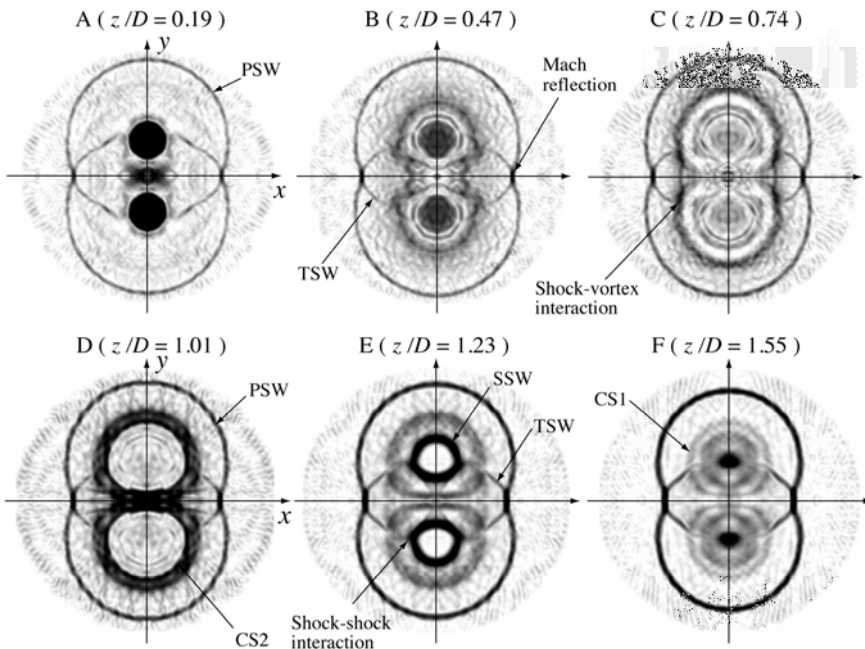 A ( z/D = 0.19 )
B ( z/D = 0.47 )
C ( z/D = 0.74 )
y
PSW
Mach
reflection
x
TSW
Shock-vortex
interaction
D ( z/D = 1.01 )
E ( z/D = 1.23 )
F ( z/D = 1.55 )
y
PSW
SSW
TSW
CS1
x
CS2
Shock-shock
interaction